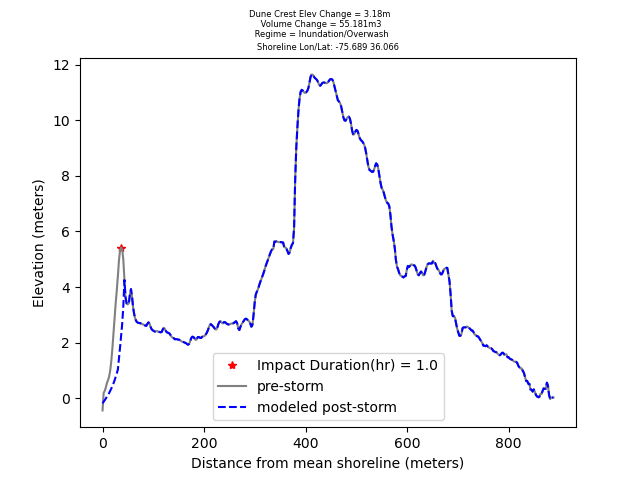 Dune Crest Elev Change = 3.18m
Volume Change = 55.181m3
Regime = Inundation/Overwash
Shoreline Lon/Lat: -75.689 36.066
12
10
8
6
4
2
0
Elevation (meters)
Impact Duration(hr) = 1.0
pre-storm
modeled post-storm
0 200 400 600 800
Distance from mean shoreline (meters)